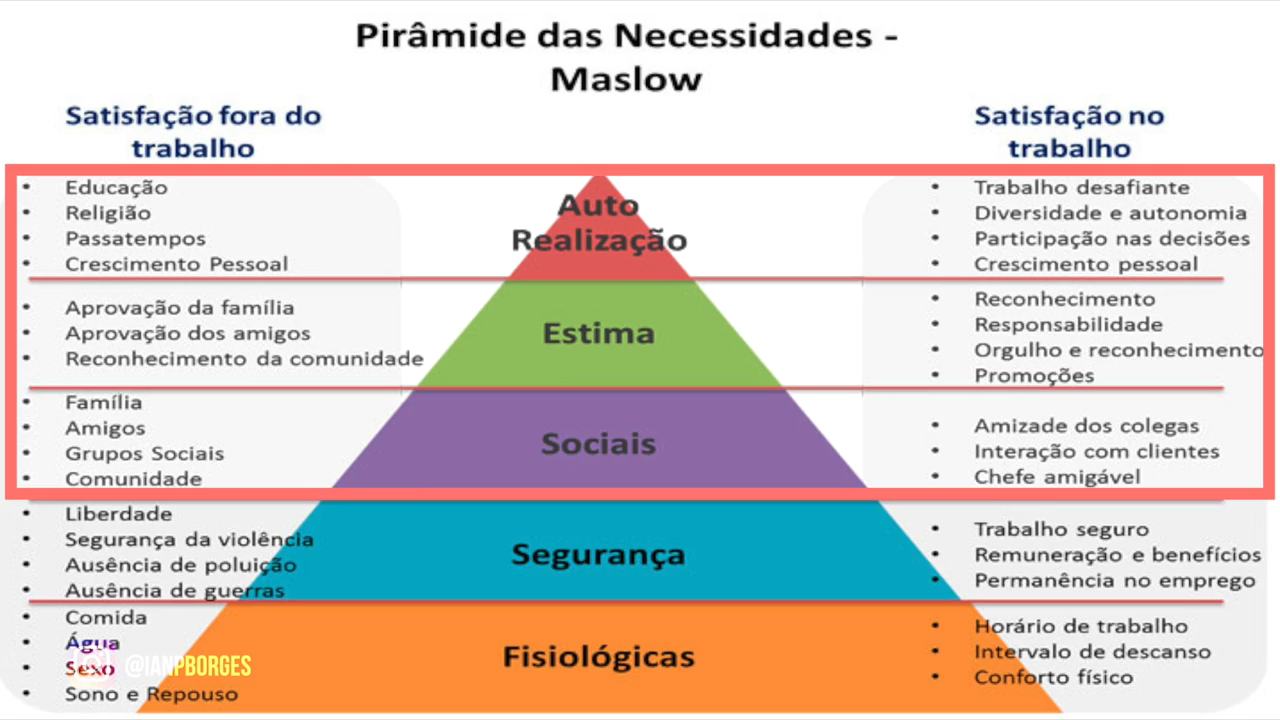 Pirâmide das Necessidades -
Maslow
Satisfação fora do
trabalho
Satisfação no
trabalho
• Educação
• Religião
• Passatempos
• Crescimento Pessoal
Auto
Realização
• Trabalho desafiante
• Diversidade e autonomia
• Participação nas decisões
• Crescimento pessoal
• Aprovação da família
• Aprovação dos amigos
• Reconhecimento da comunidade
Estima
• Reconhecimento
• Responsabilidade
• Orgulho e reconhecimento
• Promoções
• Família
• Amigos
• Grupos Sociais
• Comunidade
Sociais
• Amizade dos colegas
• Interação com clientes
• Chefe amigável
• Liberdade
• Segurança da violência
• Ausência de poluição
• Ausência de guerras
Segurança
• Trabalho seguro
• Remuneração e benefícios
• Permanência no emprego
• Comida
• Água
• Sexo
• Sono e Repouso
@IANPBORGES
Fisiológicas
• Horário de trabalho
• Intervalo de descanso
• Conforto físico